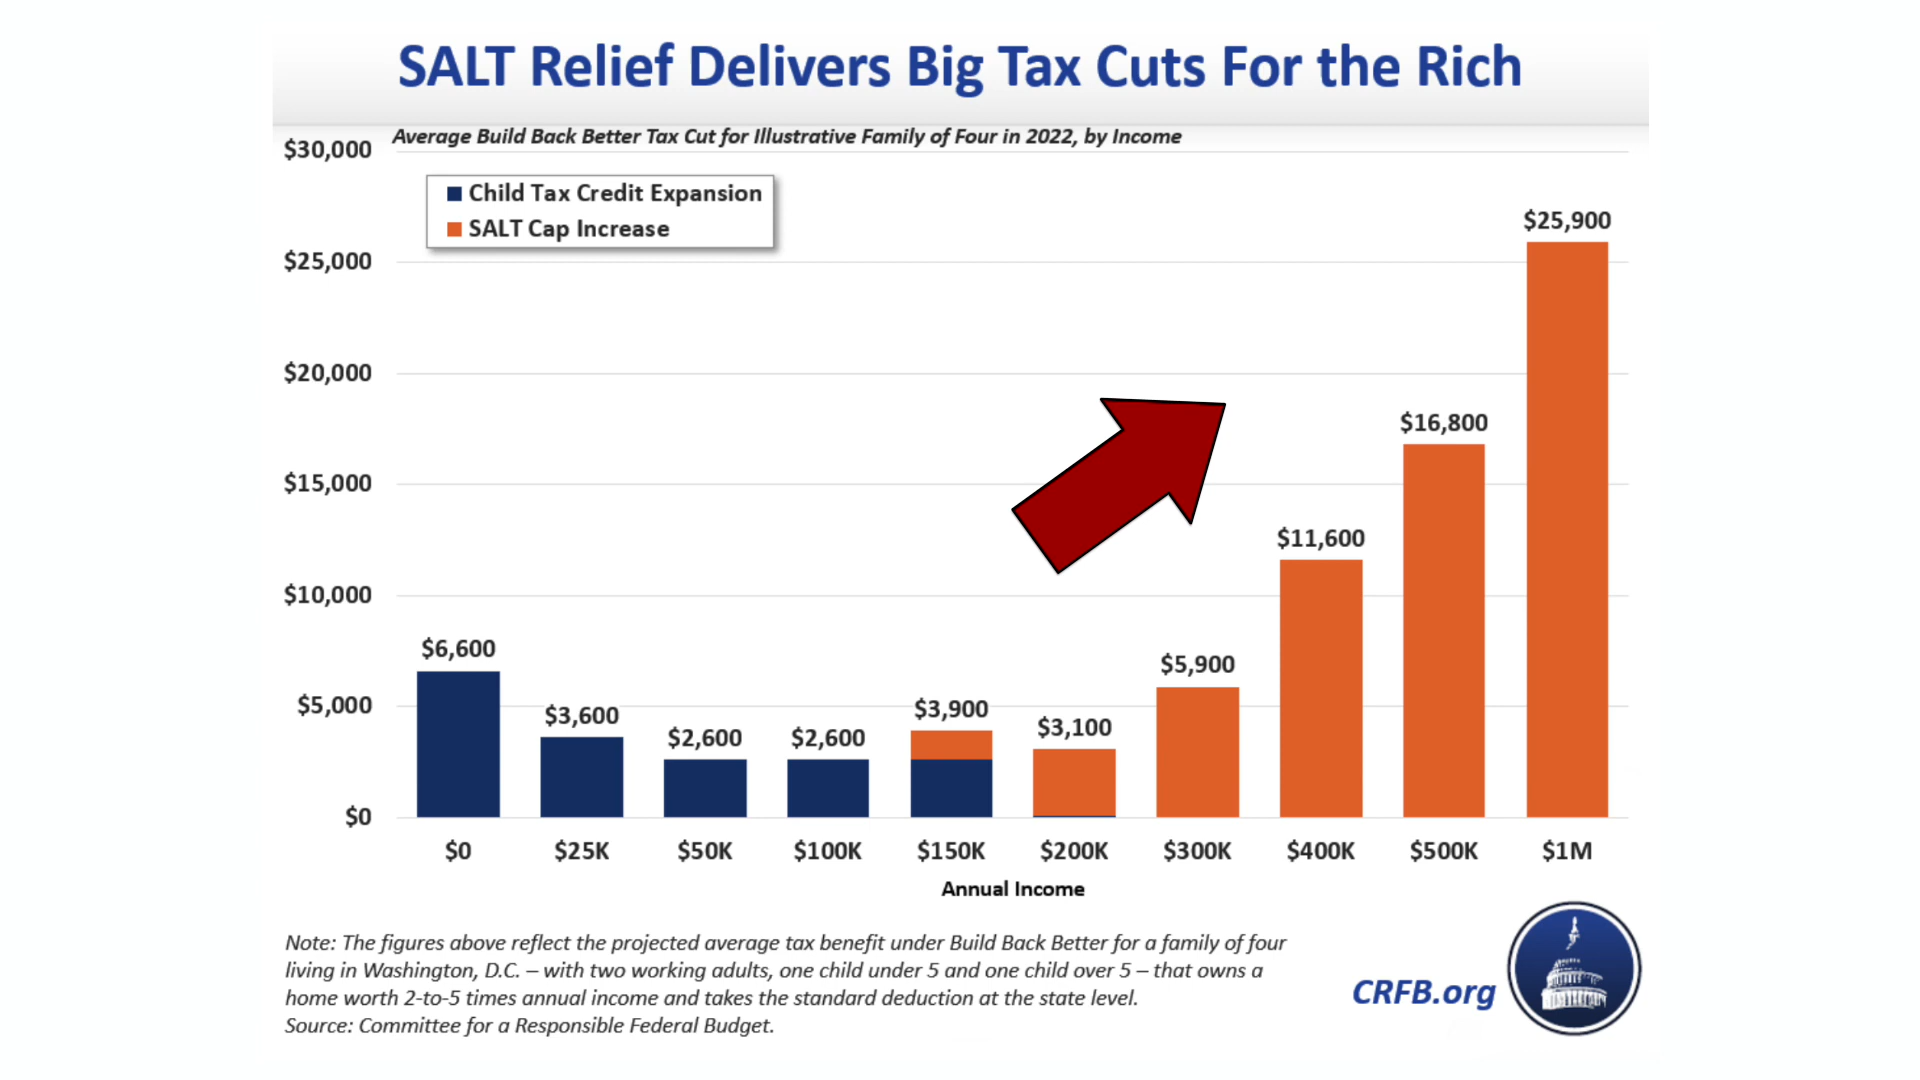 SALT Relief Delivers Big Tax Cuts For the Rich
Average Build Back Better Tax Cut for Illustrative Family of Four in 2022, by Income
$30,000
Child Tax Credit Expansion
SALT Cap Increase
$25,000
$20,000
$15,000
$10,000
$5,000
$0
$6,600
$3,600
$2,600
$2,600
$3,900
$3,100
$5,900
$11,600
$16,800
$25,900
$0 $25K $50K $100K $150K $200K $300K $400K $500K $1M
Annual Income
Note: The figures above reflect the projected average tax benefit under Build Back Better for a family of four
living in Washington, D.C. – with two working adults, one child under 5 and one child over 5 – that owns a
home worth 2-to-5 times annual income and takes the standard deduction at the state level.
Source: Committee for a Responsible Federal Budget.
CRFB.org